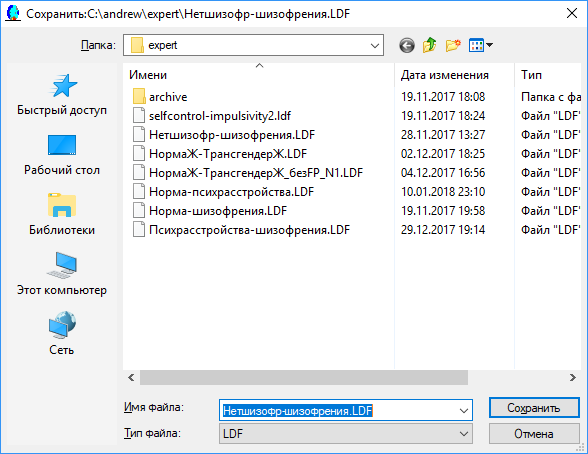 Сохранить:C:\andrew\expert\Нетшизофр-шизофрения.LDF
Папка: expert
Имени Дата изменения Тип
archive 19.11.2017 18:08 Папка с фа
selfcontrol-impulsivity2.ldf 19.11.2017 18:24 Файл "LDF"
Нетшизофр-шизофрения.LDF 28.11.2017 13:27 Файл "LDF"
НормаЖ-ТрансгендерЖ.LDF 02.12.2017 18:25 Файл "LDF"
НормаЖ-ТрансгендерЖ_безFP_N1.LDF 04.12.2017 16:56 Файл "LDF"
Норма-психрасстройства.LDF 10.01.2018 23:10 Файл "LDF"
Норма-шизофрения.LDF 19.11.2017 19:58 Файл "LDF"
Психрасстройства-шизофрения.LDF 29.12.2017 19:14 Файл "LDF"
Быстрый доступ
Рабочий стол
Библиотеки
Этот компьютер
Сеть
Имя файла: Нетшизофр-шизофрения.LDF Сохранить
Тип файла: LDF Отмена